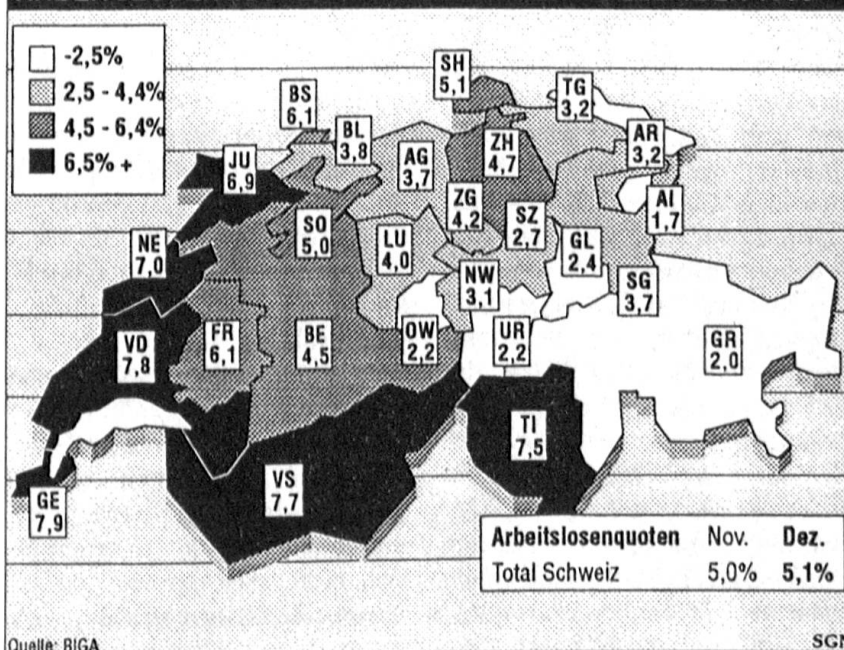 -2,5%
2,5 - 4,4%
4,5 - 6,4%
6,5% +
SH
5,1
TG
3,2
BS
6,1
BL
3,8
AR
3,2
AG
3,7
ZH
4,7
JU
6,9
AI
1,7
ZG
4,2
SZ
2,7
SO
5,0
LU
4,0
GL
2,4
NE
7,0
NW
3,1
SG
3,7
VD
7,8
FR
6,1
BE
4,5
OW
2,2
UR
2,2
GR
2,0
TI
7,5
VS
7,7
GE
7,9
Arbeitslosenquoten Nov. Dez.
Total Schweiz 5,0% 5,1%
Quelle: BIGA